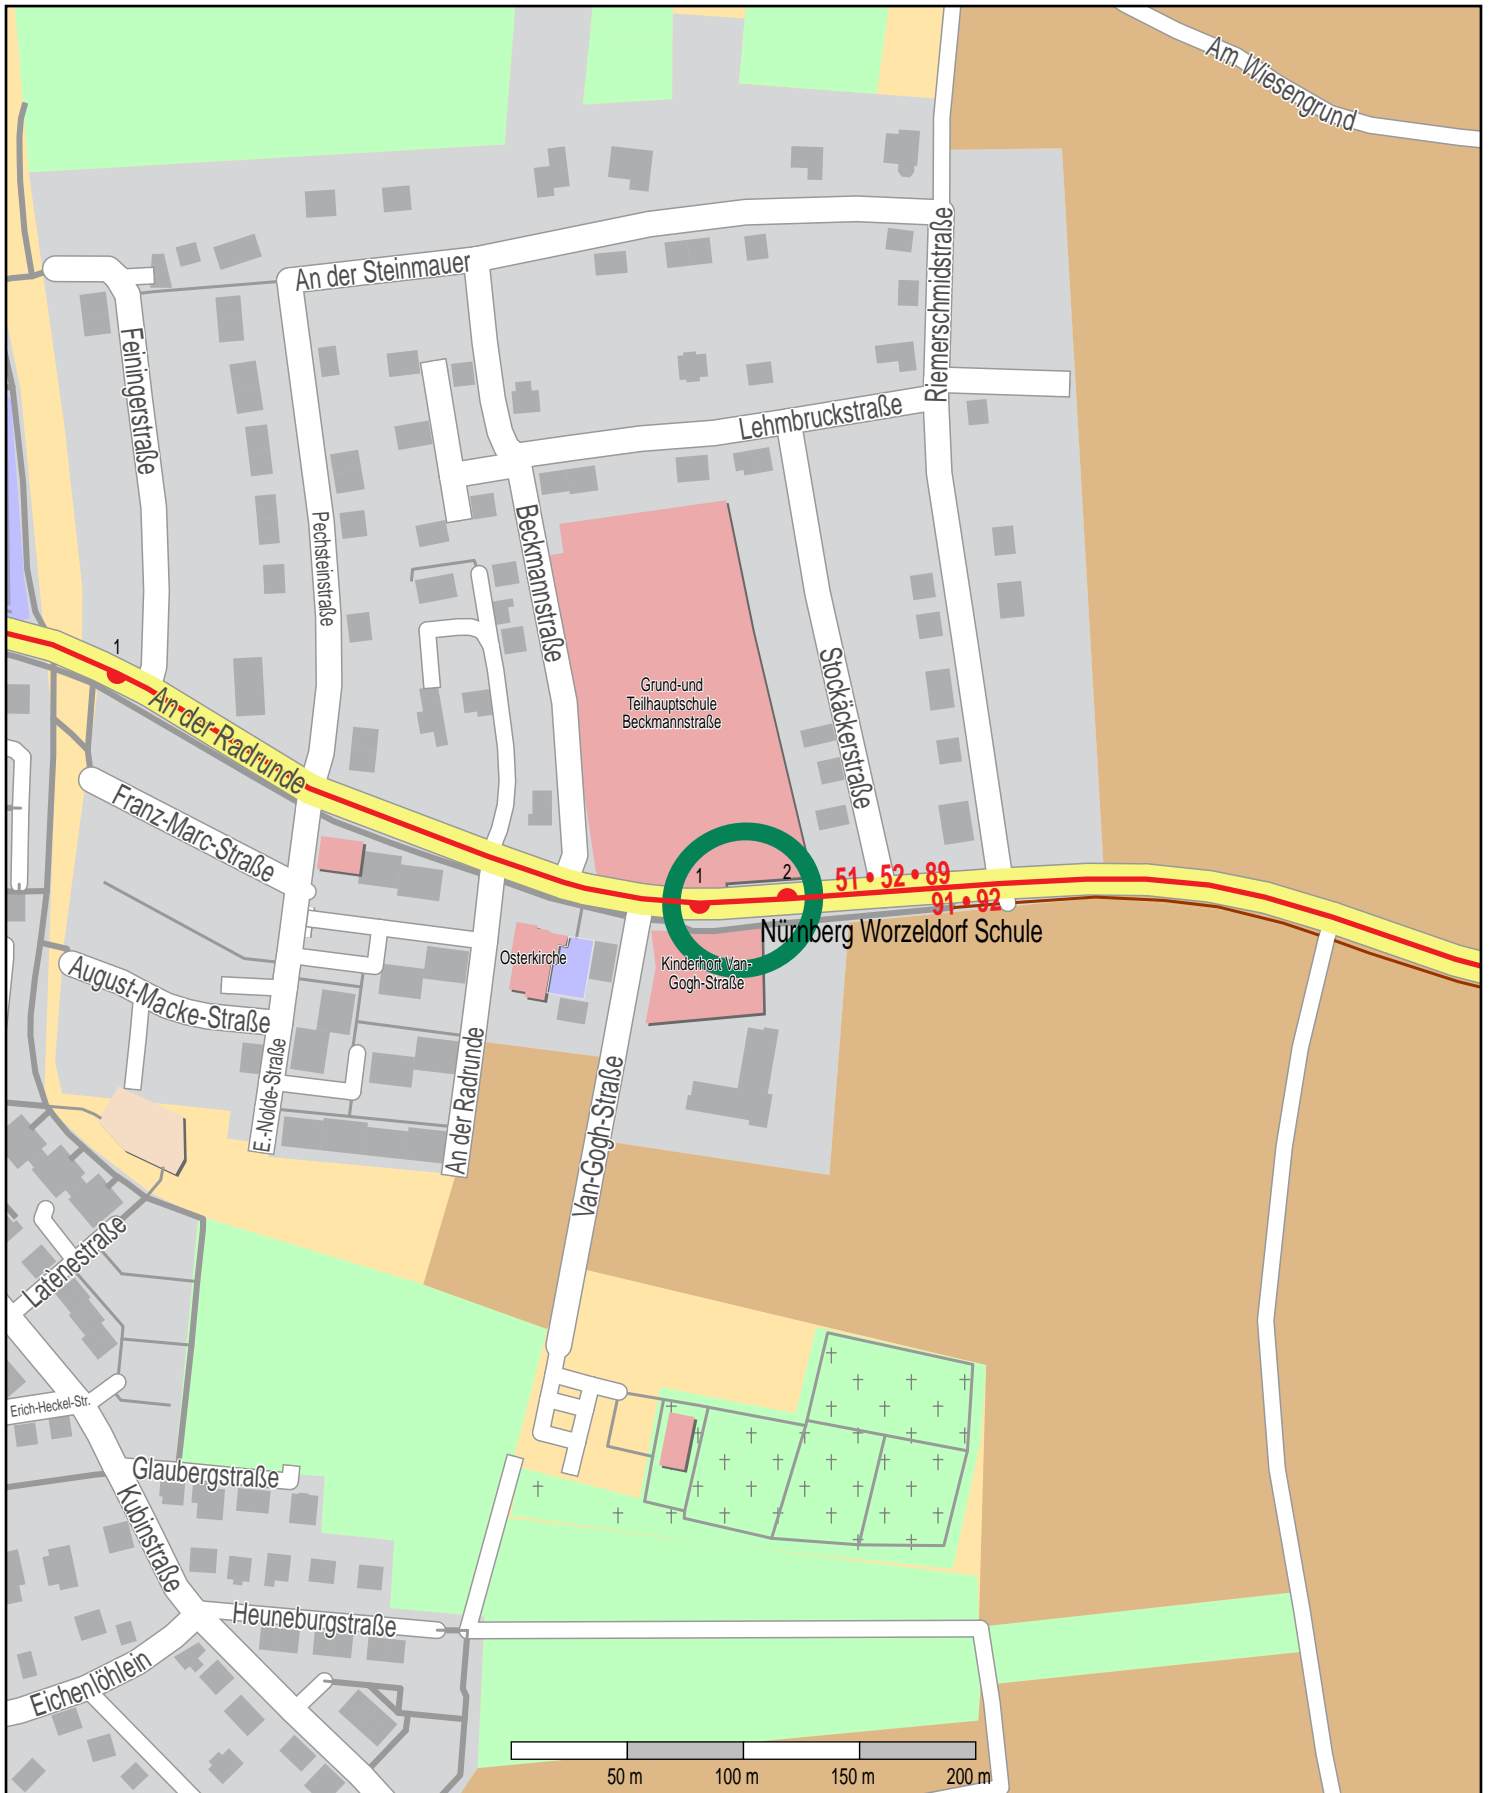 Am Wiesengrund
An der Steinmauer
Riemerschmidstraße
Feiningerstraße
Lehmbruckstraße
Pechsteinstraße
Beckmannstraße
1
Grund-und
Teilhauptschule
Beckmannstraße
Stockäckerstraße
An der Radrunde
Franz-Marc-Straße
1
2
51 • 52 • 89
91 • 92
Nürnberg Worzeldorf Schule
Osterkirche
Kinderhort Van-
Gogh-Straße
August-Macke-Straße
E.-Nolde-Straße
An der Radrunde
Van-Gogh-Straße
Latènestraße
Erich-Heckel-Str.
Glaubergstraße
Kubinstraße
Heuneburgstraße
Eichenlöhlein
50 m 100 m 150 m 200 m